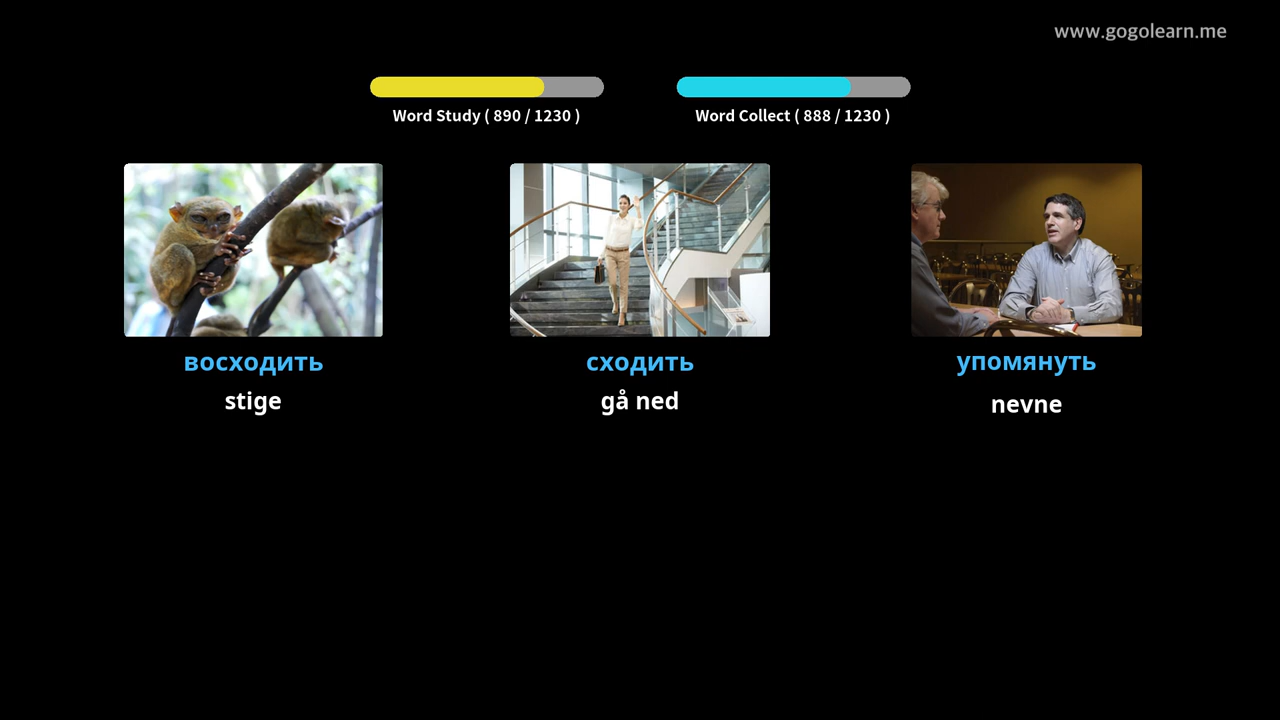 www.gogolearn.me
Word Study ( 890 / 1230 )
Word Collect ( 888 / 1230 )
восходить
stige
сходить
gå ned
упомянуть
nevne